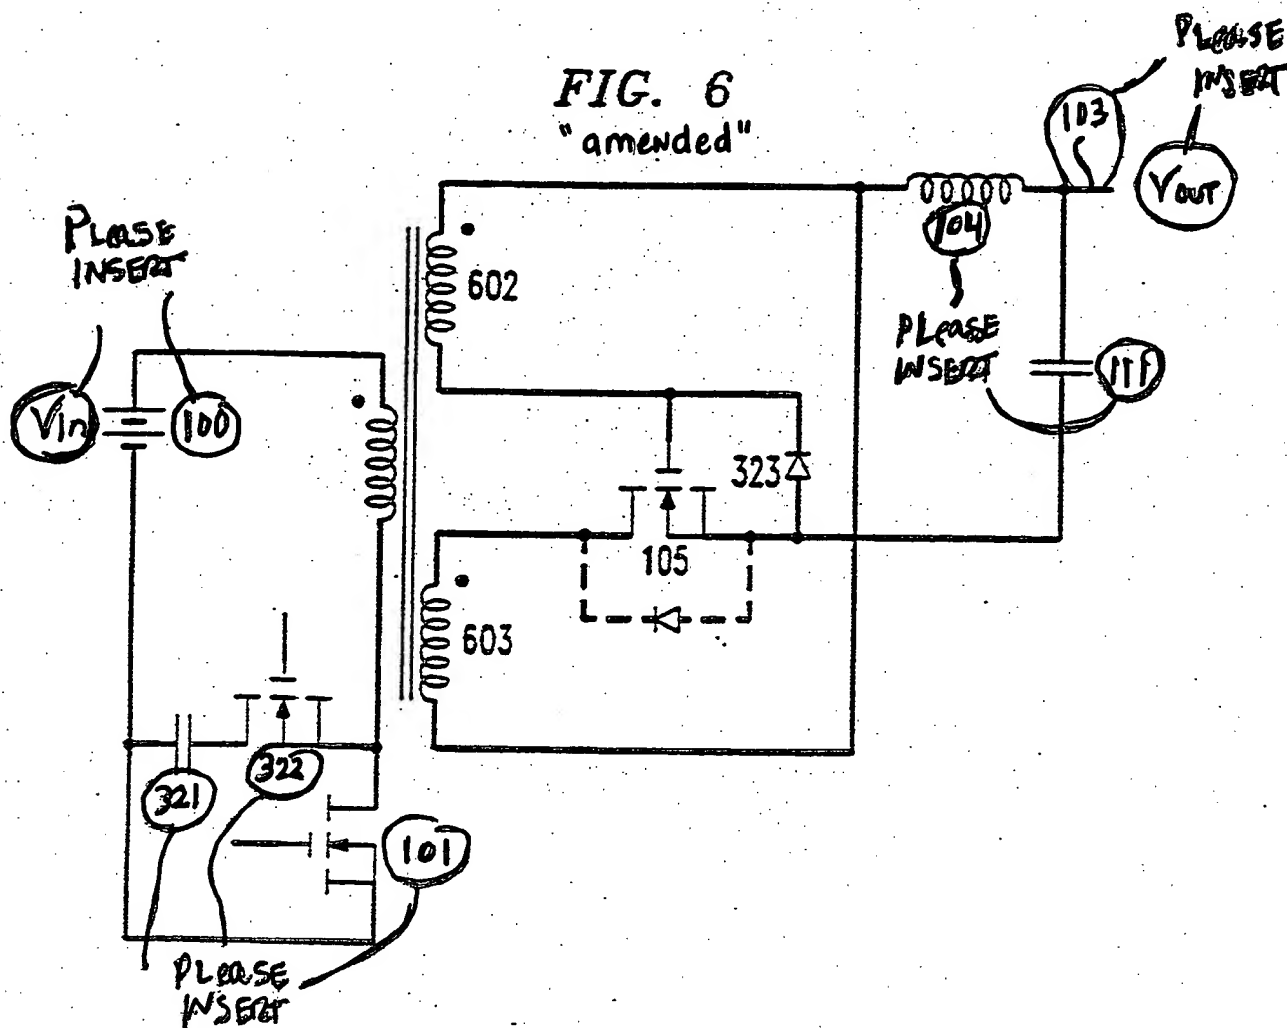 FIG. 6
"amended"
PLeaSE
INSERT
103
Vout
PLeaSE
INSERT
602
104
PLeaSE
INSERT
Vin
100
323
105
603
322
321
101
PLeaSE
INSERT